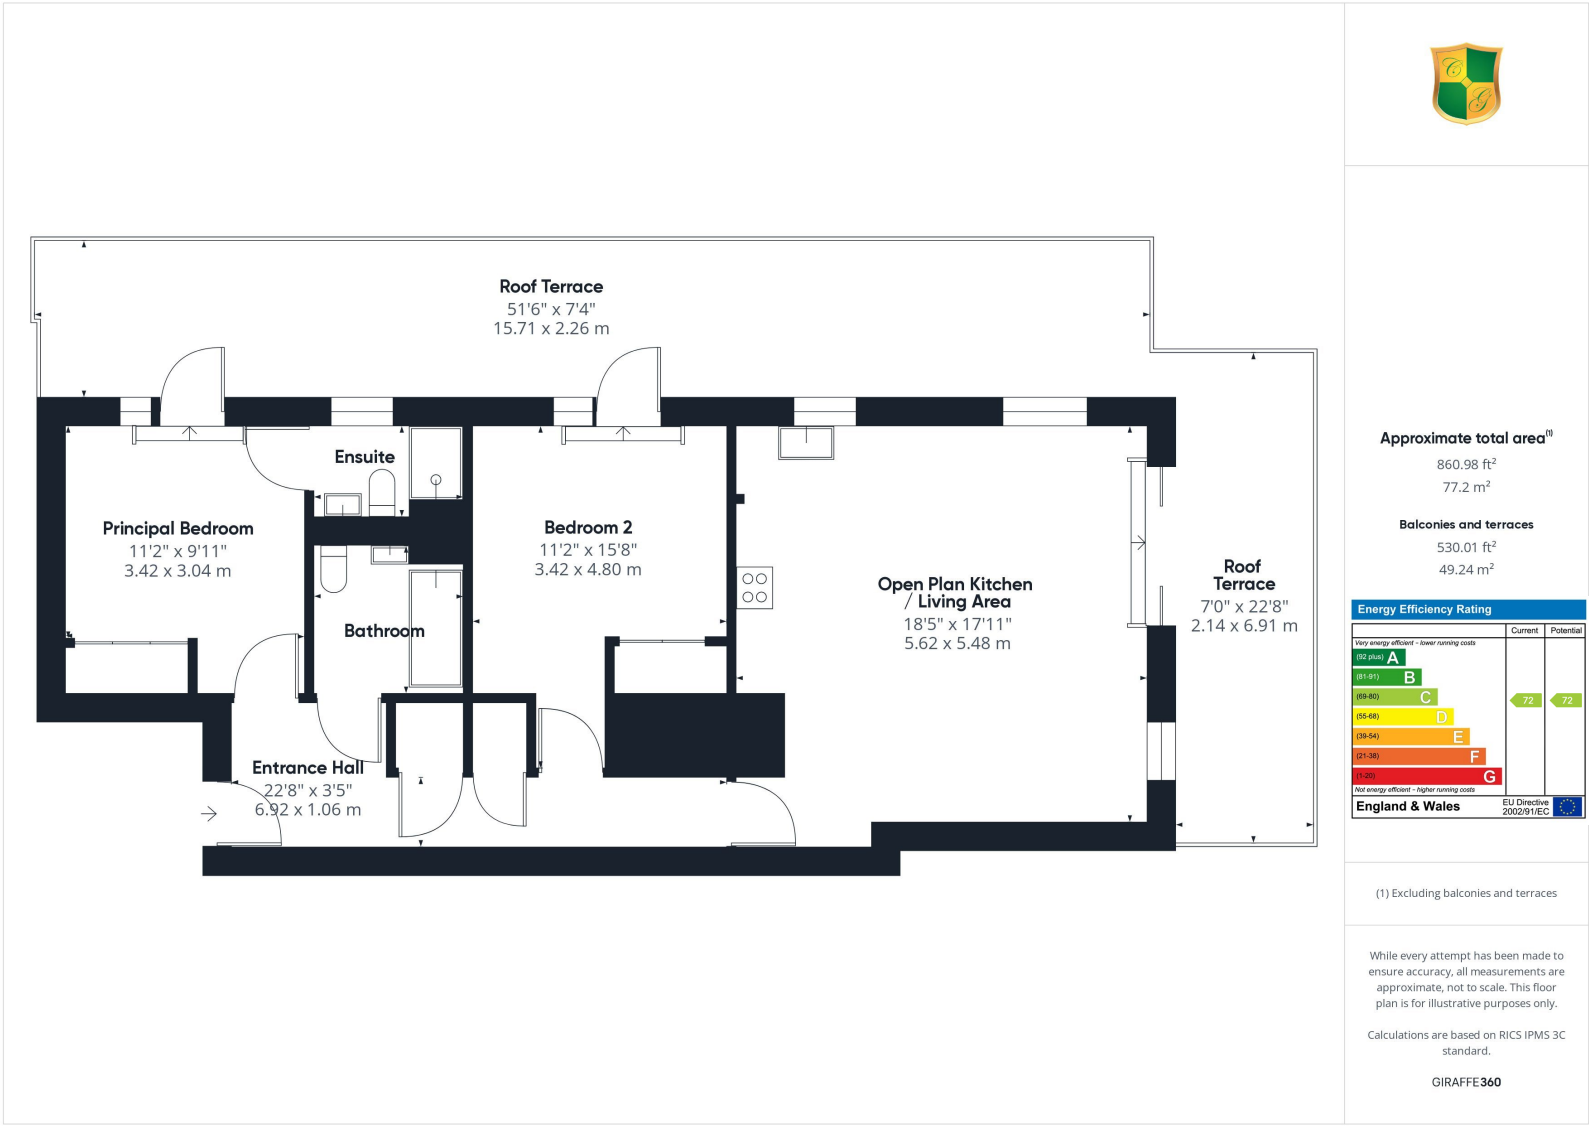 Roof Terrace
51'6" x 7'4"
15.71 x 2.26 m
Ensuite
Principal Bedroom
11'2" x 9'11"
3.42 x 3.04 m
Bedroom 2
11'2" x 15'8"
3.42 x 4.80 m
Bathroom
Open Plan Kitchen
/ Living Area
18'5" x 17'11"
5.62 x 5.48 m
Roof
Terrace
7'0" x 22'8"
2.14 x 6.91 m
Entrance Hall
22'8" x 3'5"
6.92 x 1.06 m
C G
Approximate total area(1)
860.98 ft²
77.2 m²
Balconies and terraces
530.01 ft²
49.24 m²
Energy Efficiency Rating
Current Potential
Very energy efficient - lower running costs
(92 plus) A
(81-91) B
(69-80) C 72 72
(55-68) D
(39-54) E
(21-38) F
(1-20) G
Not energy efficient - higher running costs
England & Wales EU Directive
2002/91/EC
(1) Excluding balconies and terraces
While every attempt has been made to
ensure accuracy, all measurements are
approximate, not to scale. This floor
plan is for illustrative purposes only.
Calculations are based on RICS IPMS 3C
standard.
GIRAFFE360